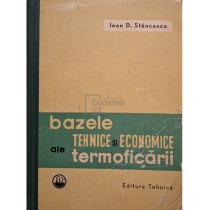 Ioan D. Stăncescu
bazele
TEHNICE și ECONOMICE
ale
termoficării
Editura Tehnică